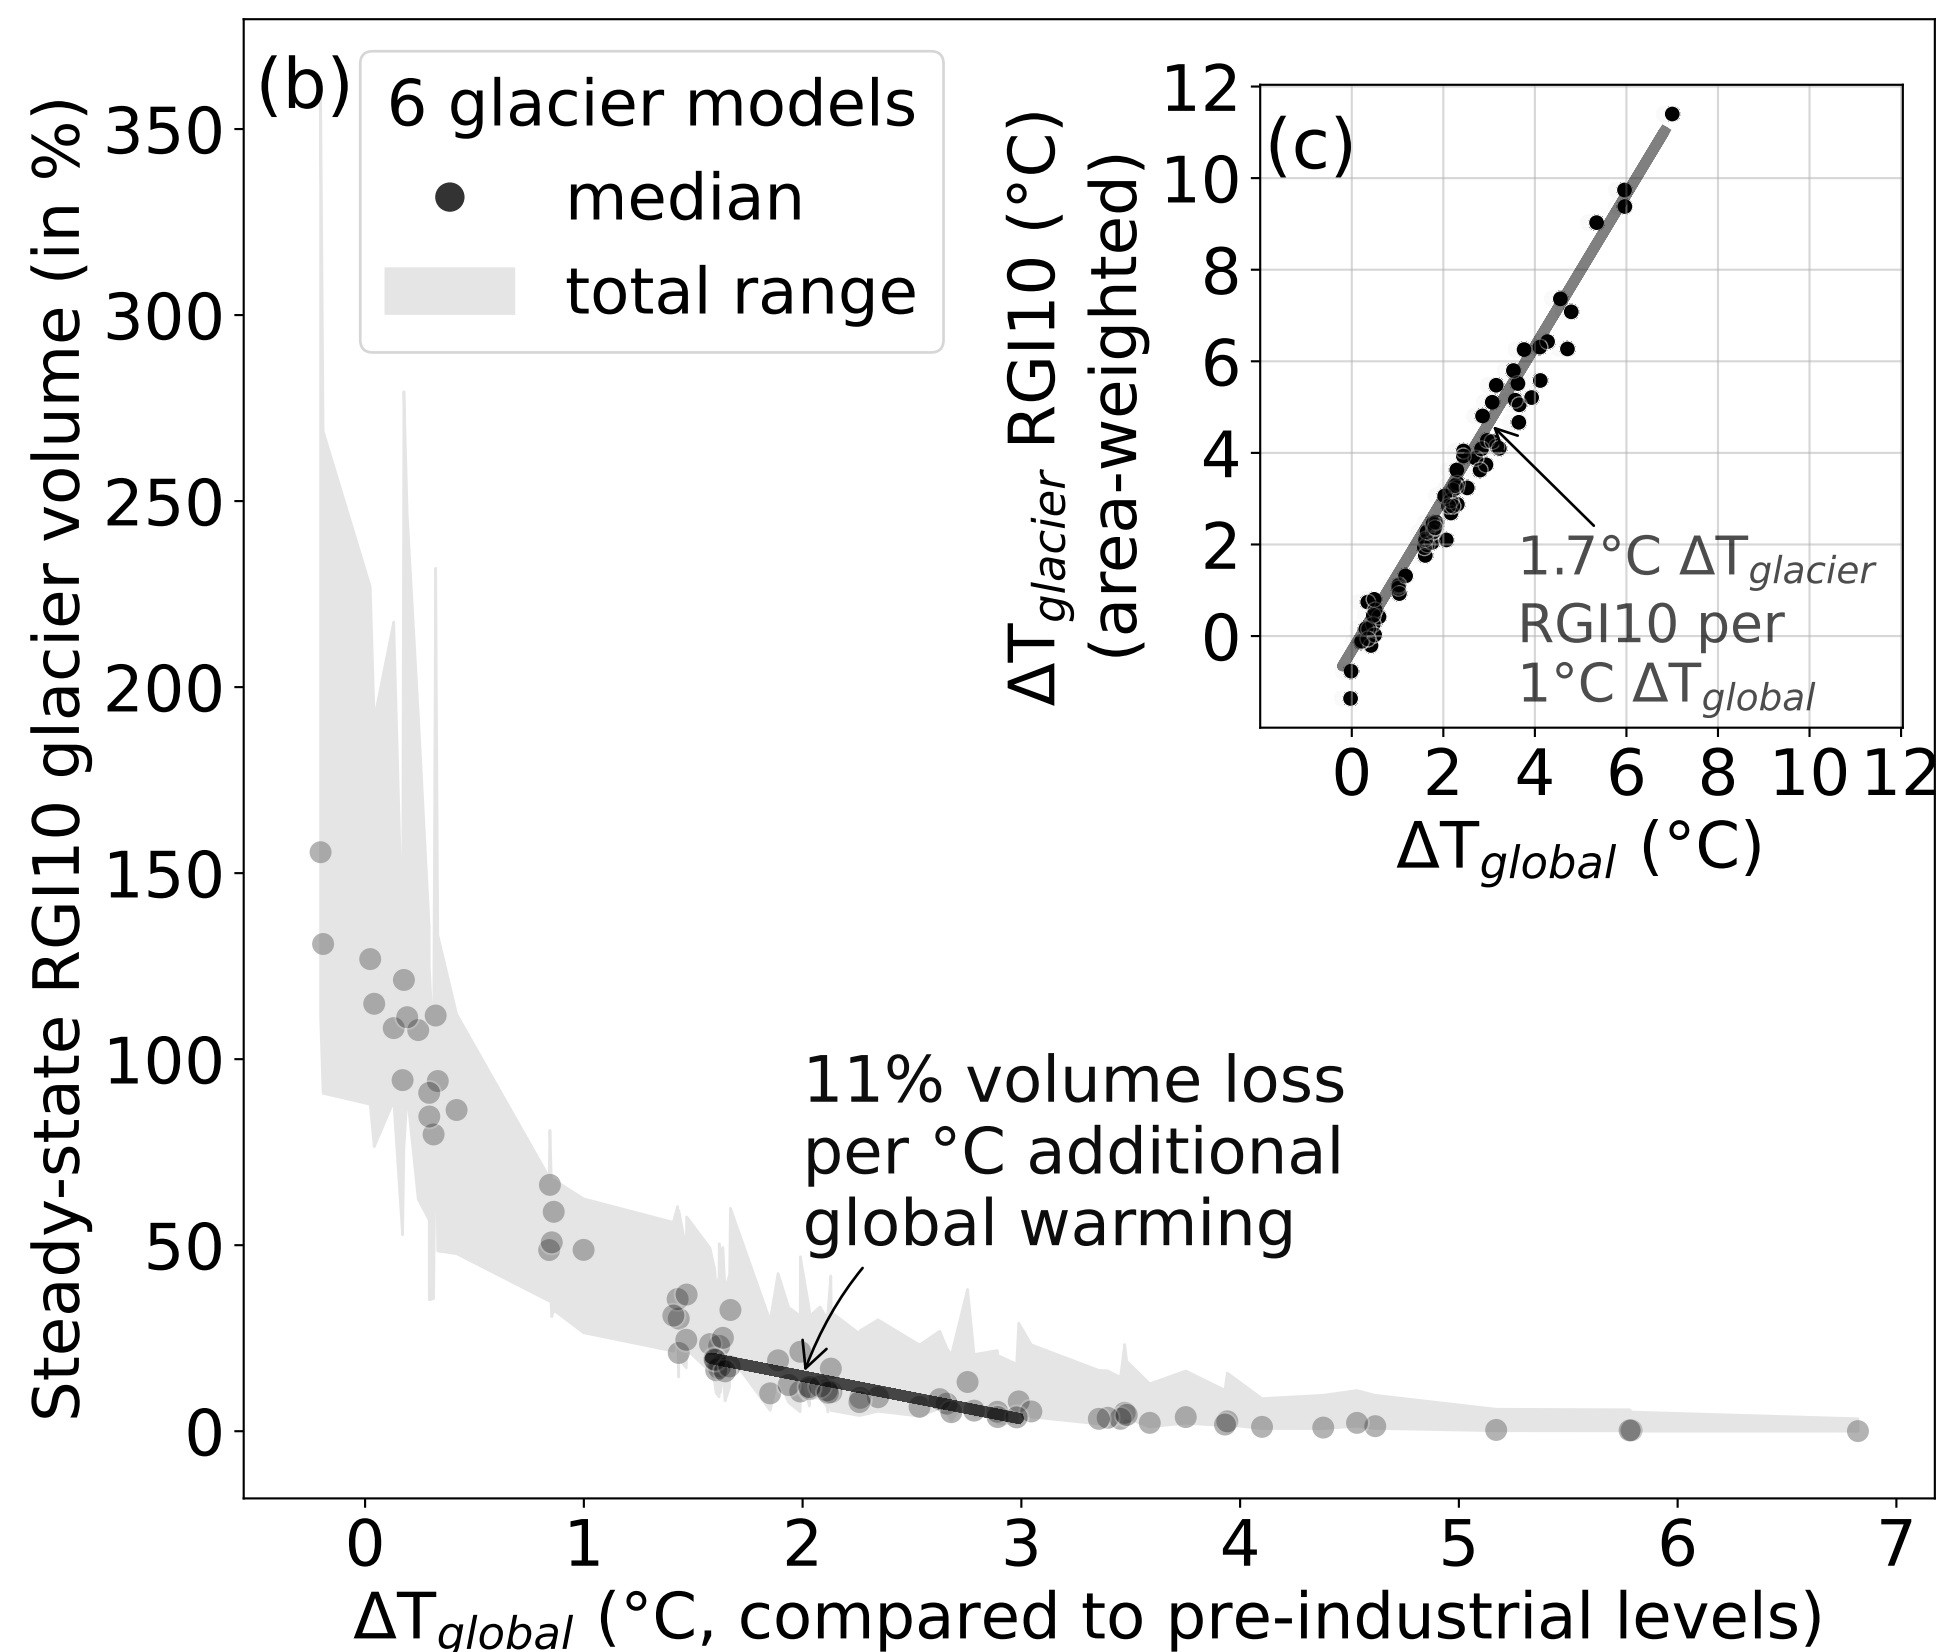 (b)
6 glacier models
median
total range
Steady-state RGI10 glacier volume (in %)
350
300
250
200
150
100
50
0
11% volume loss
per °C additional
global warming
0 1 2 3 4 5 6 7
ΔTglobal (°C, compared to pre-industrial levels)
(c)
ΔTglacier RGI10 (°C)
(area-weighted)
12
10
8
6
4
2
0
1.7°C ΔTglacier
RGI10 per
1°C ΔTglobal
0 2 4 6 8 10 12
ΔTglobal (°C)